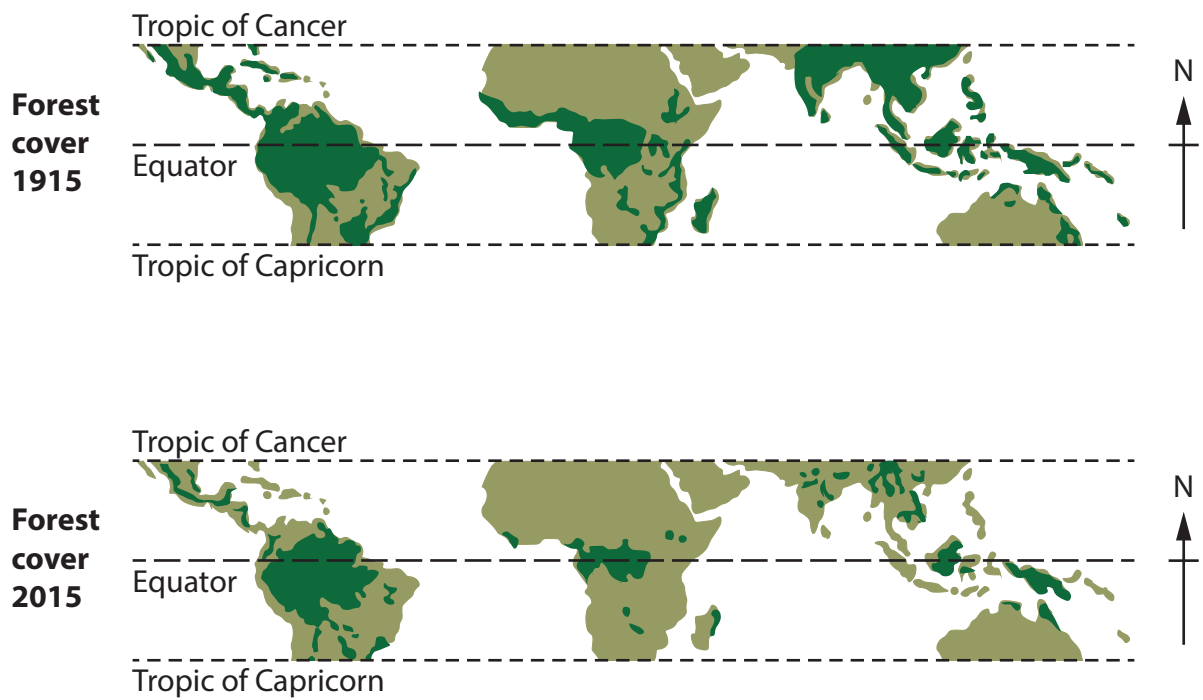 Tropic of Cancer
N
Forest
cover
1915
Equator
Tropic of Capricorn
Tropic of Cancer
N
Forest
cover
2015
Equator
Tropic of Capricorn